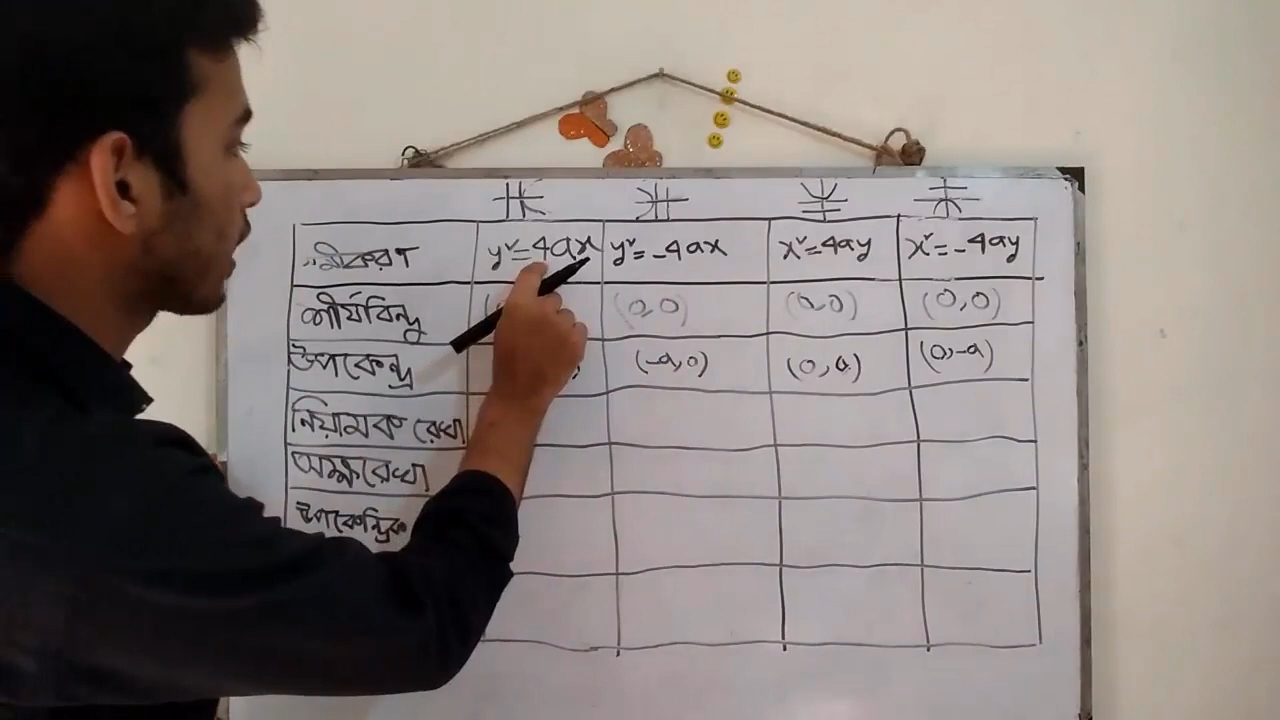 সমীকরণ y²=4ax y²=-4ax x²=4ay x²=-4ay
শীর্ষবিন্দু (0,0) (0,0) (0,0)
উপকেন্দ্র (-a,0) (0,a) (0,-a)
নিয়ামক রেখা
অক্ষরেখা
উপকেন্দ্রিক